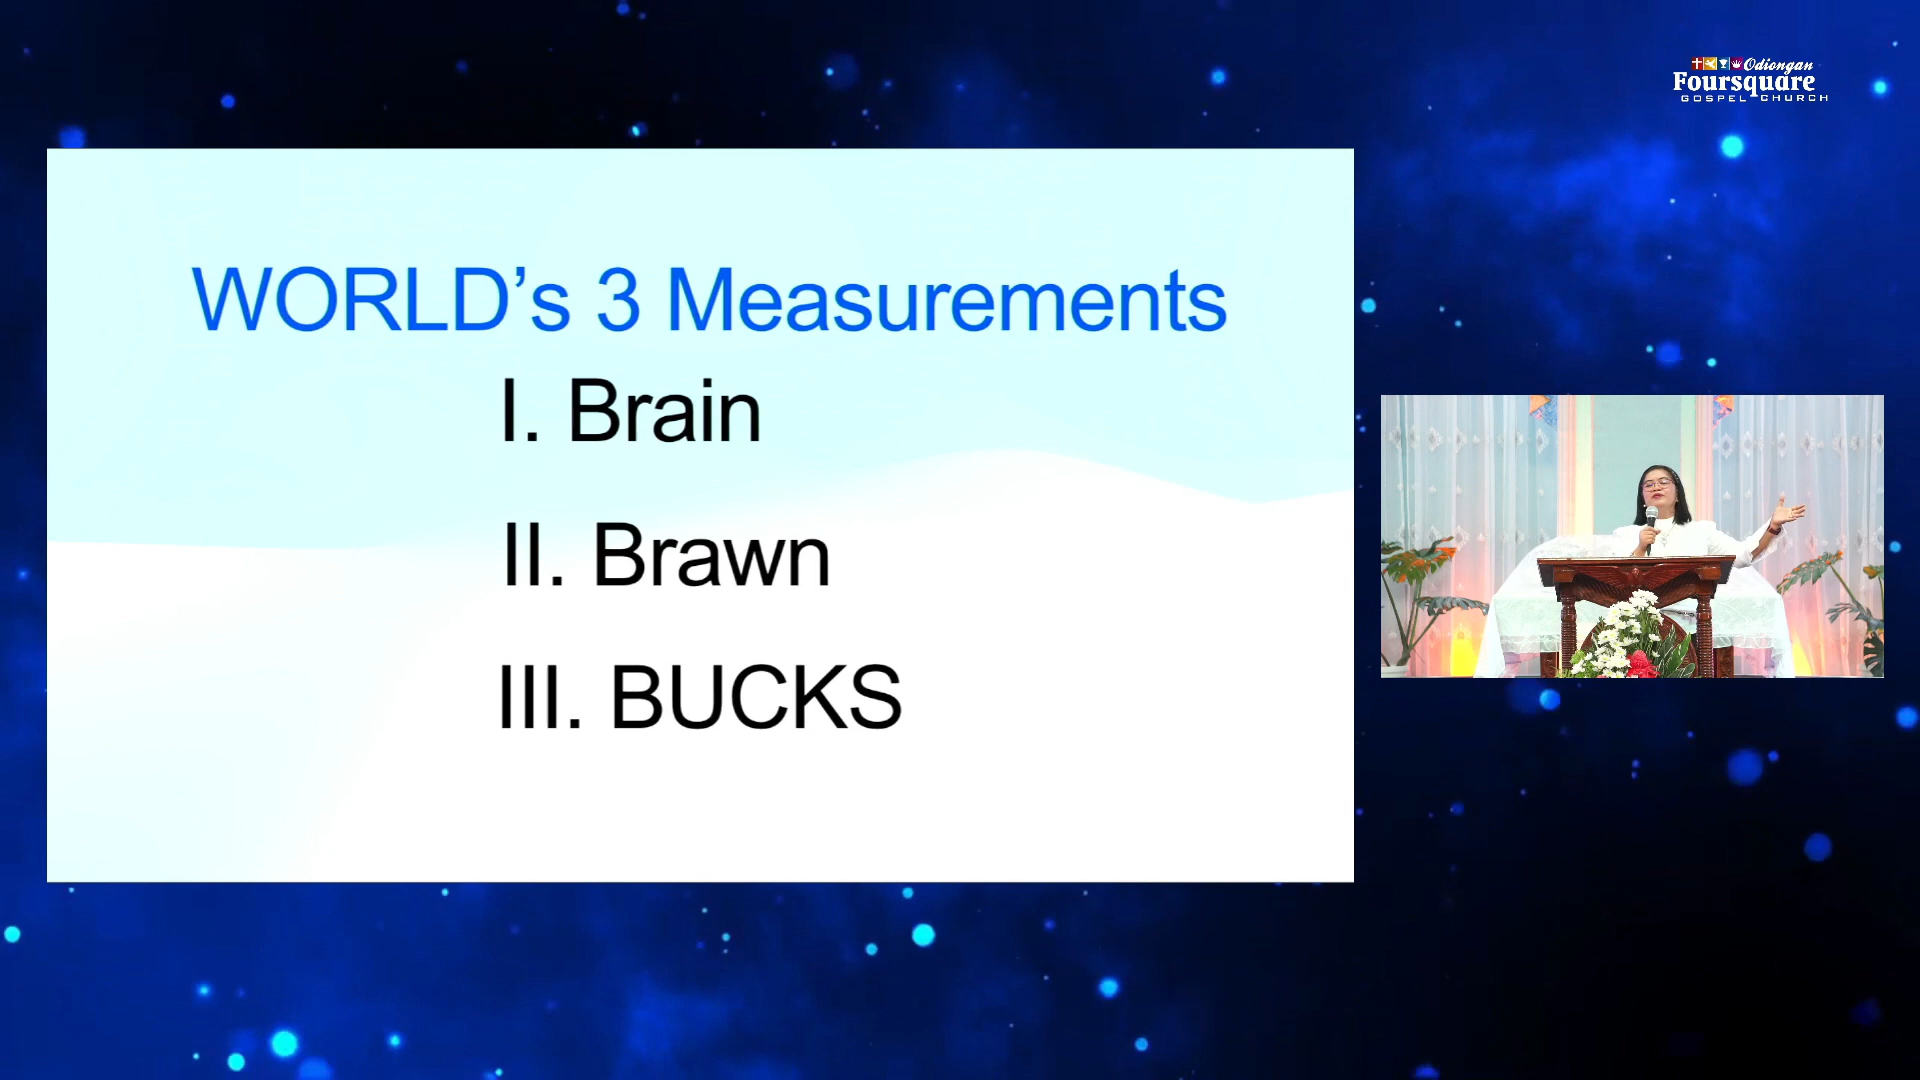 Odiongan
Foursquare
GOSPEL CHURCH
WORLD’s 3 Measurements
I. Brain
II. Brawn
III. BUCKS